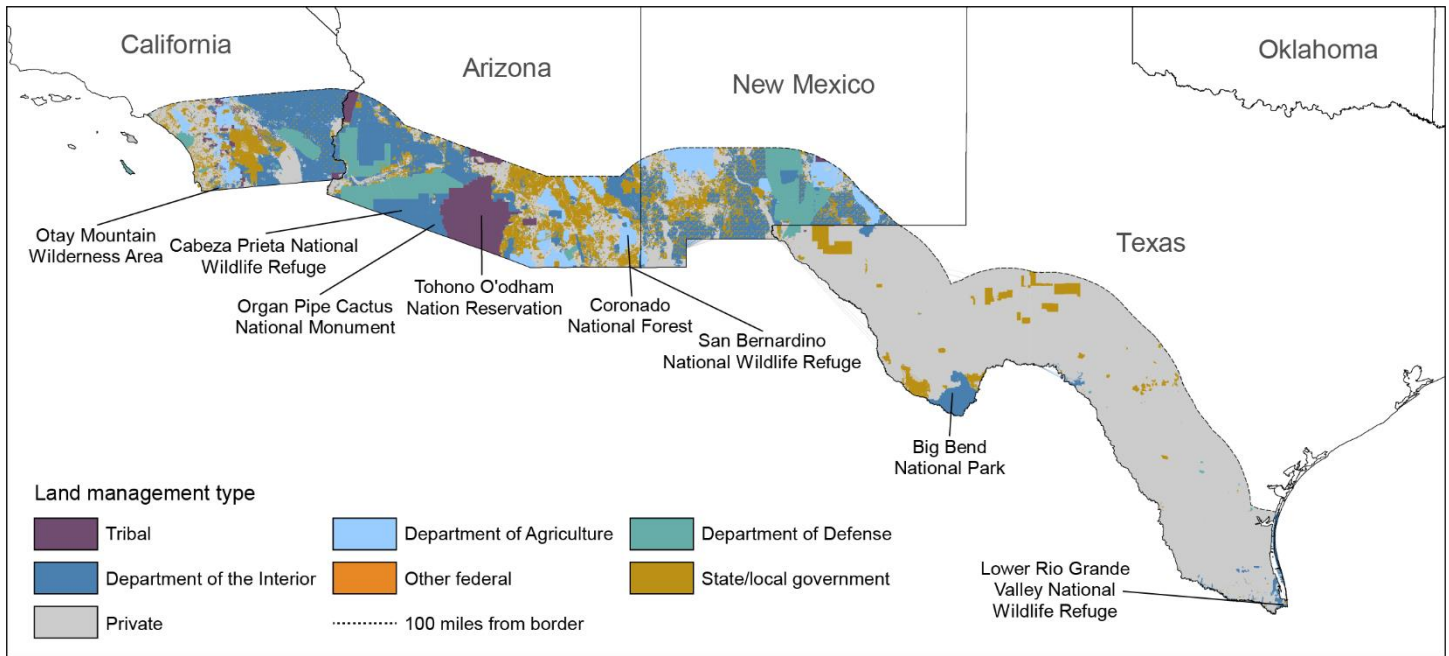 California
Arizona
New Mexico
Oklahoma
Texas
Otay Mountain
Wilderness Area
Cabeza Prieta National
Wildlife Refuge
Organ Pipe Cactus
National Monument
Tohono O'odham
Nation Reservation
Coronado
National Forest
San Bernardino
National Wildlife Refuge
Big Bend
National Park
Lower Rio Grande
Valley National
Wildlife Refuge
Land management type
Tribal
Department of Agriculture
Department of Defense
Department of the Interior
Other federal
State/local government
Private
100 miles from border